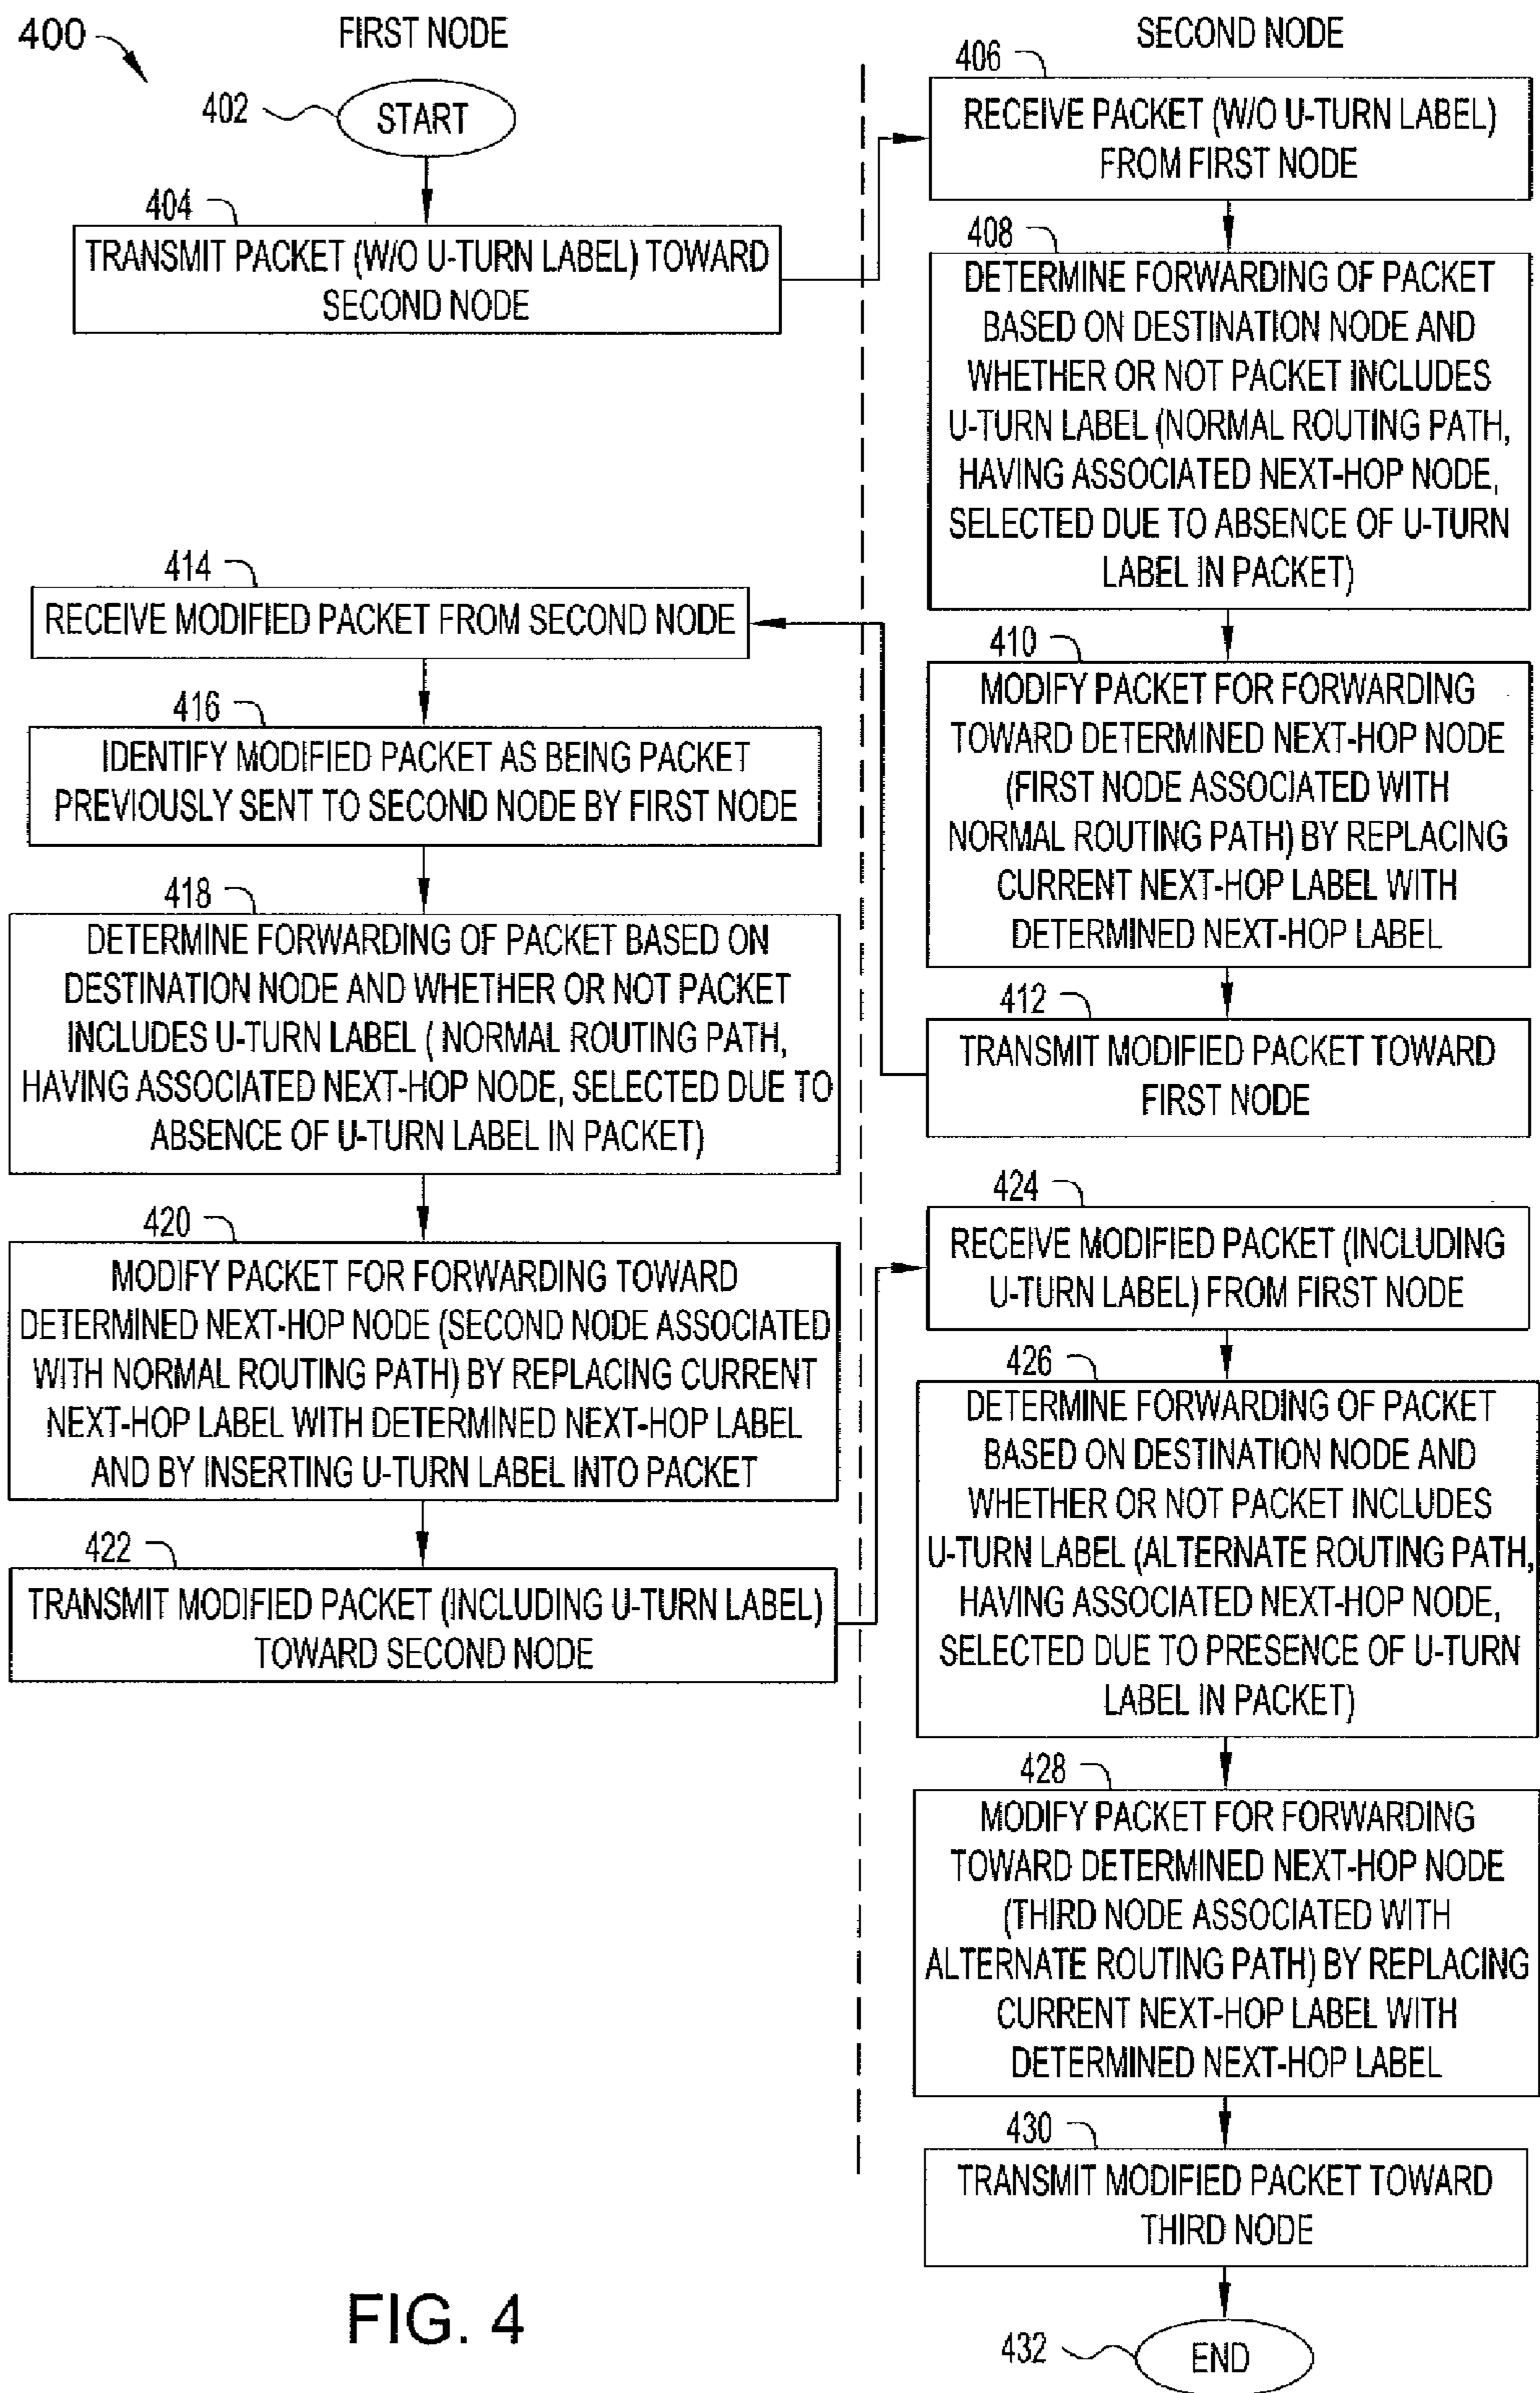 400
FIRST NODE
SECOND NODE
402
START
404
TRANSMIT PACKET (W/O U-TURN LABEL) TOWARD
SECOND NODE
406
RECEIVE PACKET (W/O U-TURN LABEL)
FROM FIRST NODE
408
DETERMINE FORWARDING OF PACKET
BASED ON DESTINATION NODE AND
WHETHER OR NOT PACKET INCLUDES
U-TURN LABEL (NORMAL ROUTING PATH,
HAVING ASSOCIATED NEXT-HOP NODE,
SELECTED DUE TO ABSENCE OF U-TURN
LABEL IN PACKET)
410
MODIFY PACKET FOR FORWARDING
TOWARD DETERMINED NEXT-HOP NODE
(FIRST NODE ASSOCIATED WITH
NORMAL ROUTING PATH) BY REPLACING
CURRENT NEXT-HOP LABEL WITH
DETERMINED NEXT-HOP LABEL
412
TRANSMIT MODIFIED PACKET TOWARD
FIRST NODE
414
RECEIVE MODIFIED PACKET FROM SECOND NODE
416
IDENTIFY MODIFIED PACKET AS BEING PACKET
PREVIOUSLY SENT TO SECOND NODE BY FIRST NODE
418
DETERMINE FORWARDING OF PACKET BASED ON
DESTINATION NODE AND WHETHER OR NOT PACKET
INCLUDES U-TURN LABEL ( NORMAL ROUTING PATH,
HAVING ASSOCIATED NEXT-HOP NODE, SELECTED DUE TO
ABSENCE OF U-TURN LABEL IN PACKET)
420
MODIFY PACKET FOR FORWARDING TOWARD
DETERMINED NEXT-HOP NODE (SECOND NODE ASSOCIATED
WITH NORMAL ROUTING PATH) BY REPLACING CURRENT
NEXT-HOP LABEL WITH DETERMINED NEXT-HOP LABEL
AND BY INSERTING U-TURN LABEL INTO PACKET
422
TRANSMIT MODIFIED PACKET (INCLUDING U-TURN LABEL)
TOWARD SECOND NODE
424
RECEIVE MODIFIED PACKET (INCLUDING
U-TURN LABEL) FROM FIRST NODE
426
DETERMINE FORWARDING OF PACKET
BASED ON DESTINATION NODE AND
WHETHER OR NOT PACKET INCLUDES
U-TURN LABEL (ALTERNATE ROUTING PATH,
HAVING ASSOCIATED NEXT-HOP NODE,
SELECTED DUE TO PRESENCE OF U-TURN
LABEL IN PACKET)
428
MODIFY PACKET FOR FORWARDING
TOWARD DETERMINED NEXT-HOP NODE
(THIRD NODE ASSOCIATED WITH
ALTERNATE ROUTING PATH) BY REPLACING
CURRENT NEXT-HOP LABEL WITH
DETERMINED NEXT-HOP LABEL
430
TRANSMIT MODIFIED PACKET TOWARD
THIRD NODE
432
END
FIG. 4